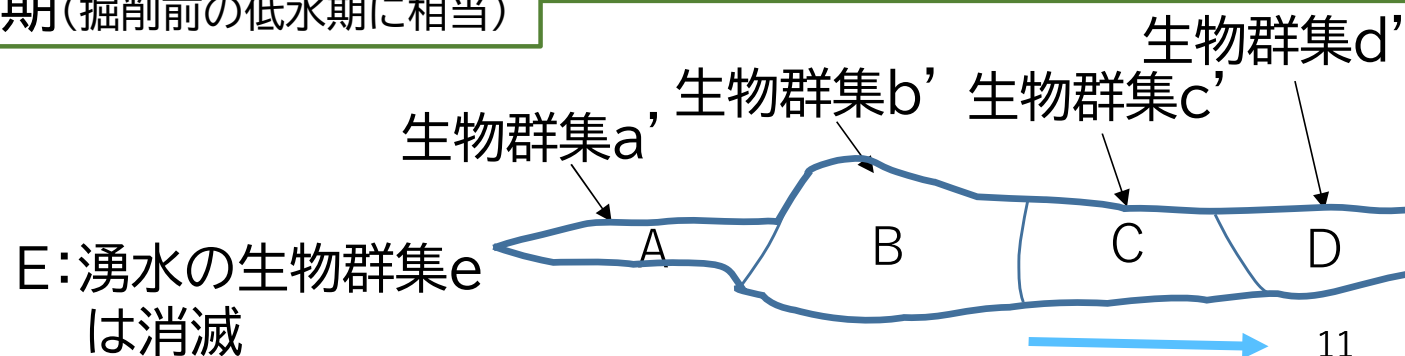 期(掘削前の低水期に相当)
生物群集d’
生物群集b’
生物群集c’
生物群集a’
A
B
C
D
E:湧水の生物群集e
は消滅
11